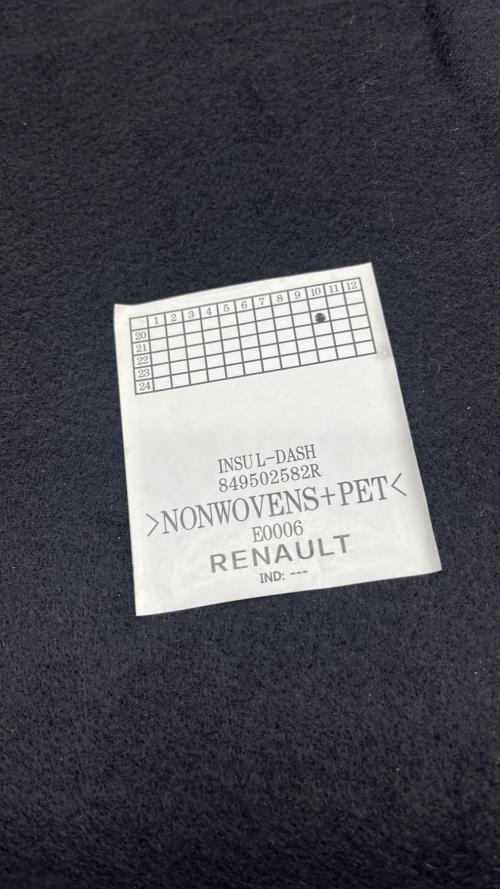 1 2 3 4 5 6 7 8 9 10 11 12
20
21
22
23
24
INSUL-DASH
849502582R
>NONWOVENS+PET<
E0006
RENAULT
IND: ---